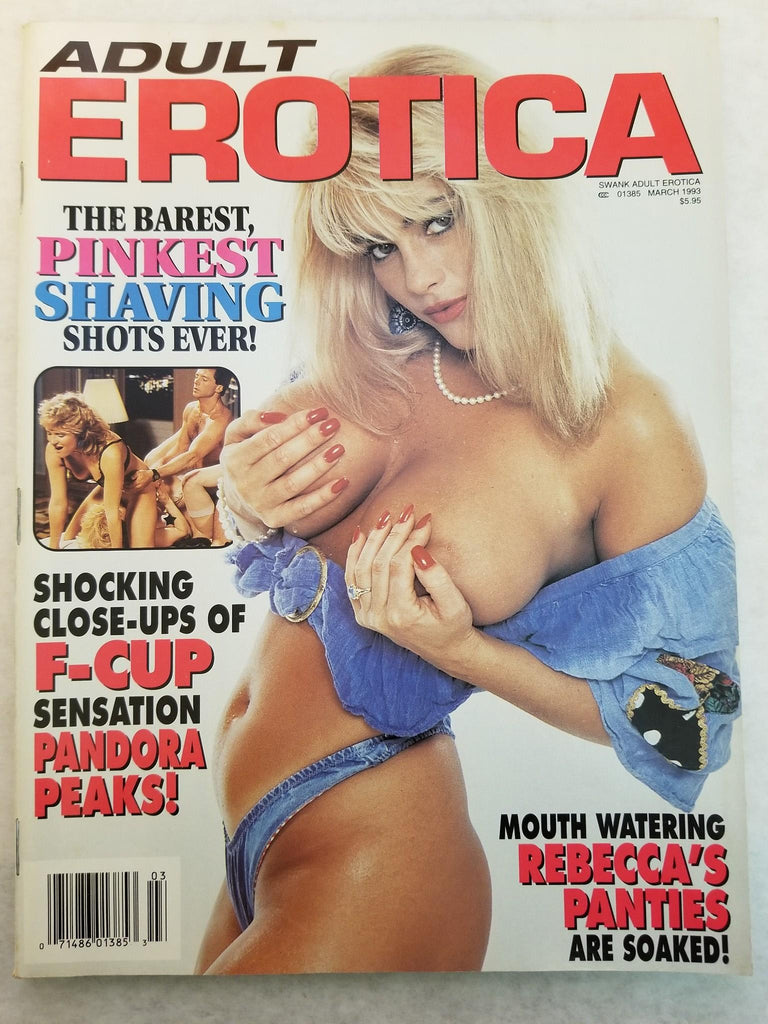 ADULT
EROTICA
SWANK ADULT EROTICA
CDC 01385 MARCH 1993
$5.95
THE BAREST,
PINKEST
SHAVING
SHOTS EVER!
SHOCKING
CLOSE-UPS OF
F-CUP
SENSATION
PANDORA
PEAKS!
MOUTH WATERING
REBECCA'S
PANTIES
ARE SOAKED!
03
0 71486 01385 3